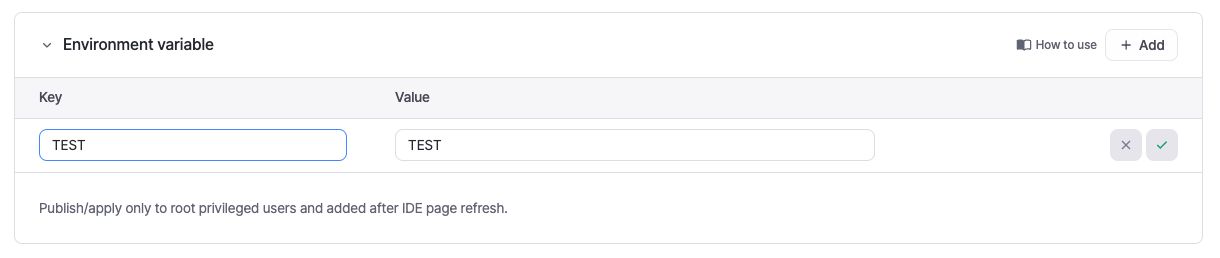 Environment variable
How to use
+ Add
Key Value
TEST TEST
Publish/apply only to root privileged users and added after IDE page refresh.